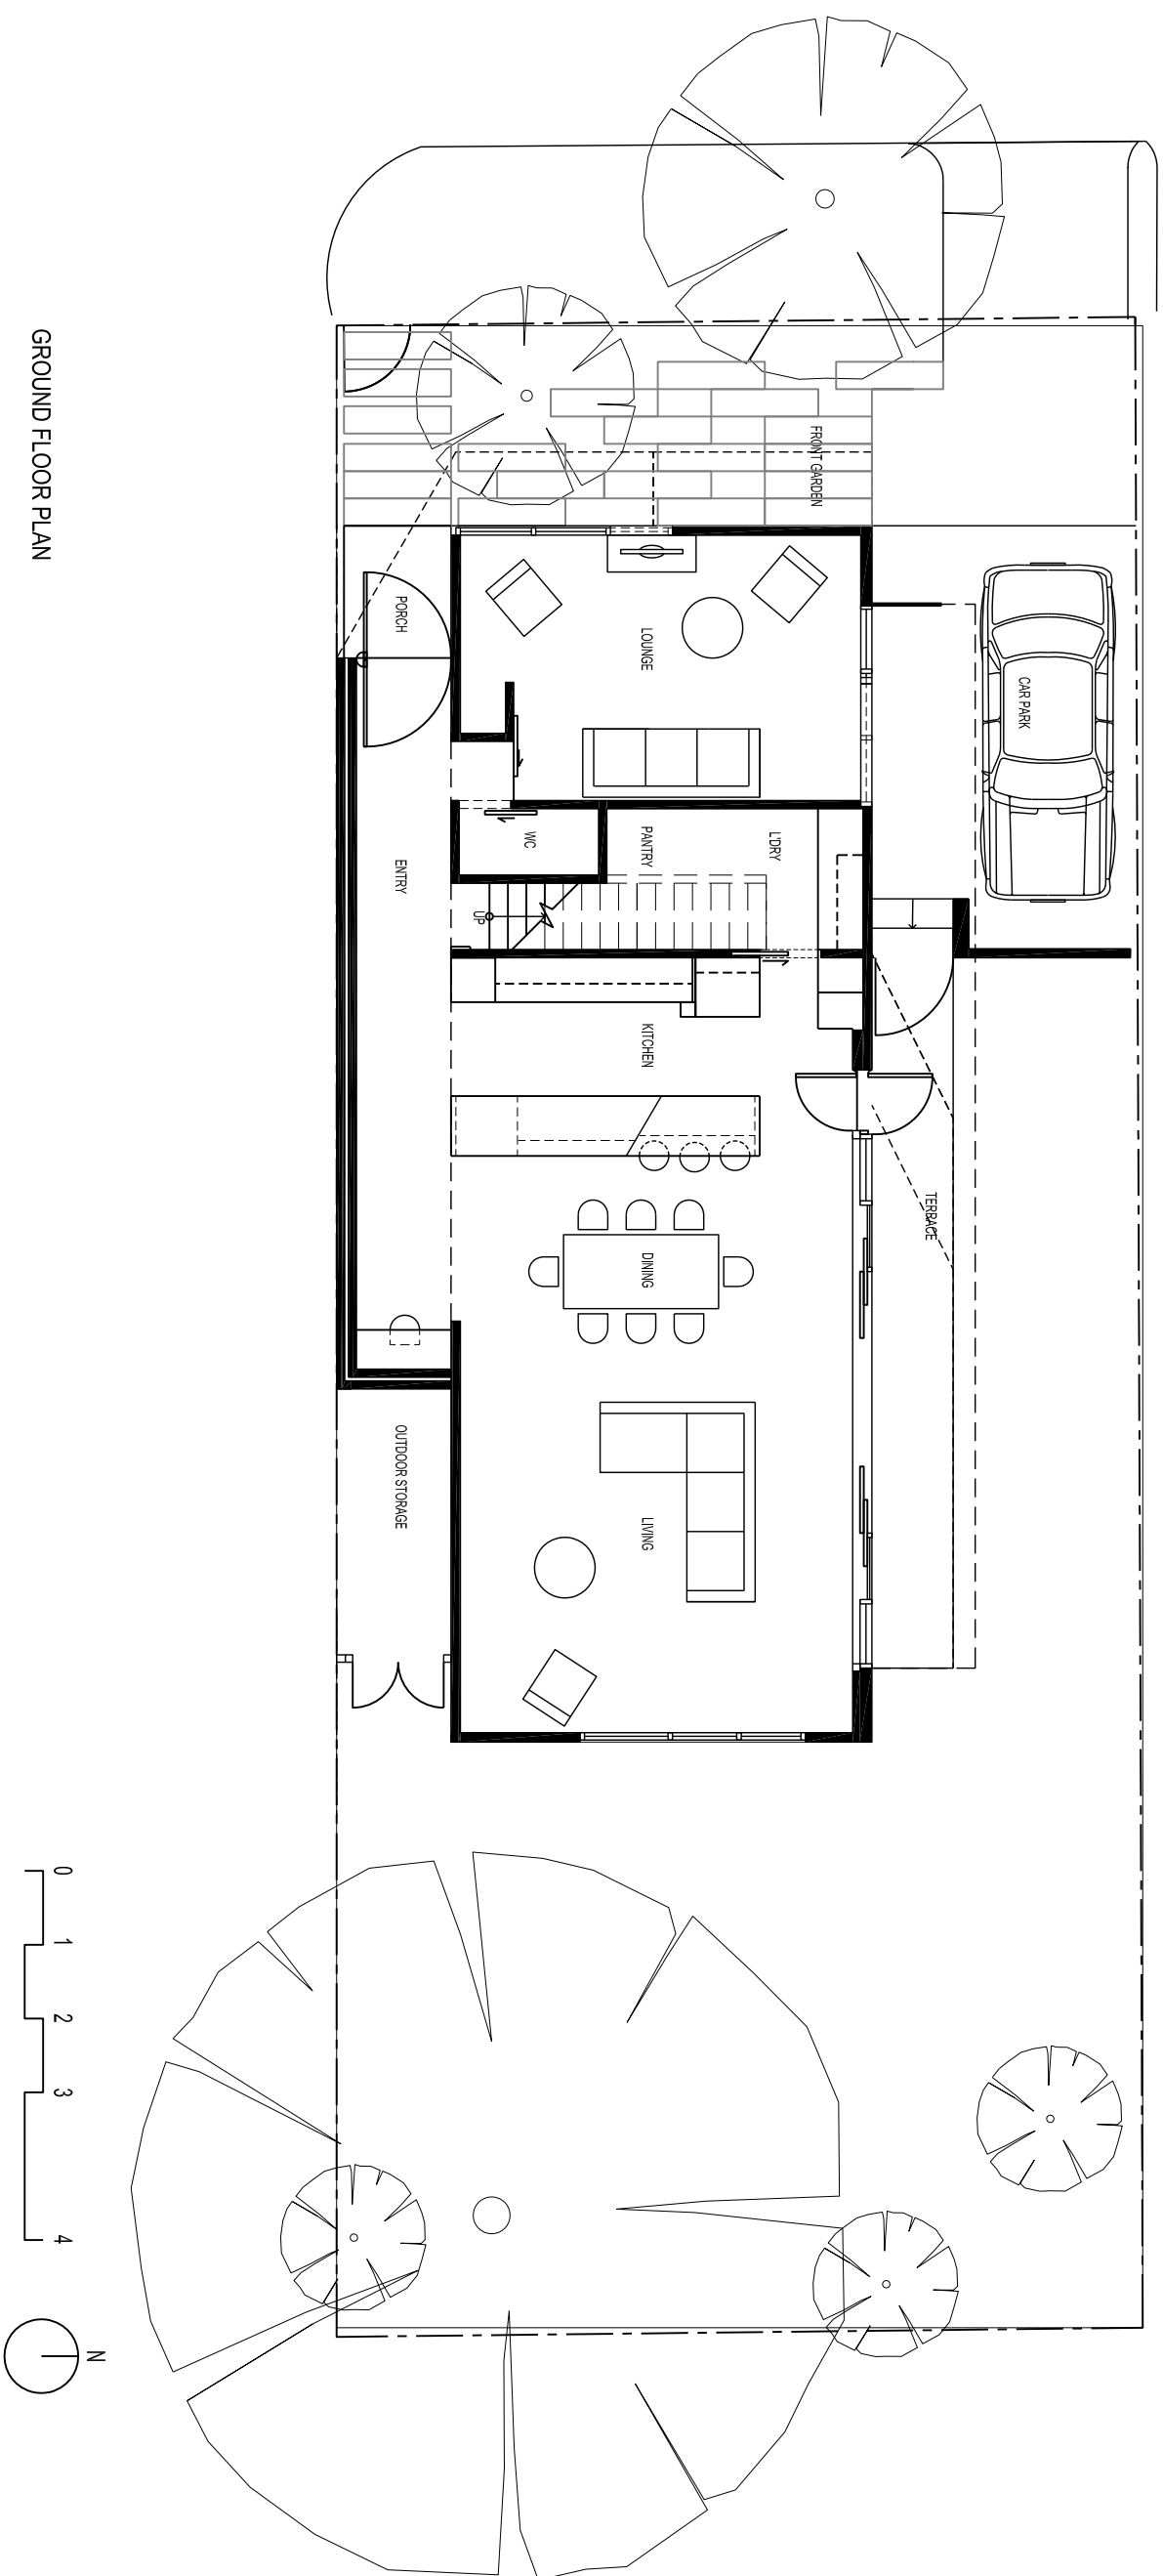 FRONT GARDEN
CAR PARK
PORCH
LOUNGE
ENTRY
WC
PANTRY
L'DRY
UP
KITCHEN
TERRACE
DINING
OUTDOOR STORAGE
LIVING
GROUND FLOOR PLAN
0 1 2 3 4
N